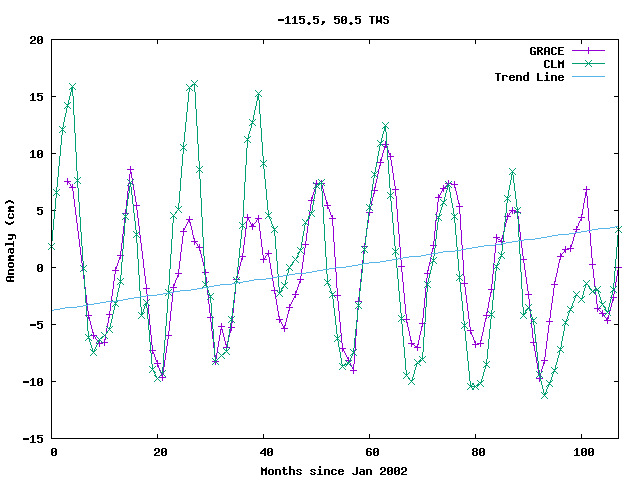 -115.5, 50.5 TWS
GRACE
CLM
Trend Line
20
15
10
5
0
-5
-10
-15
Anomaly (cm)
0 20 40 60 80 100
Months since Jan 2002